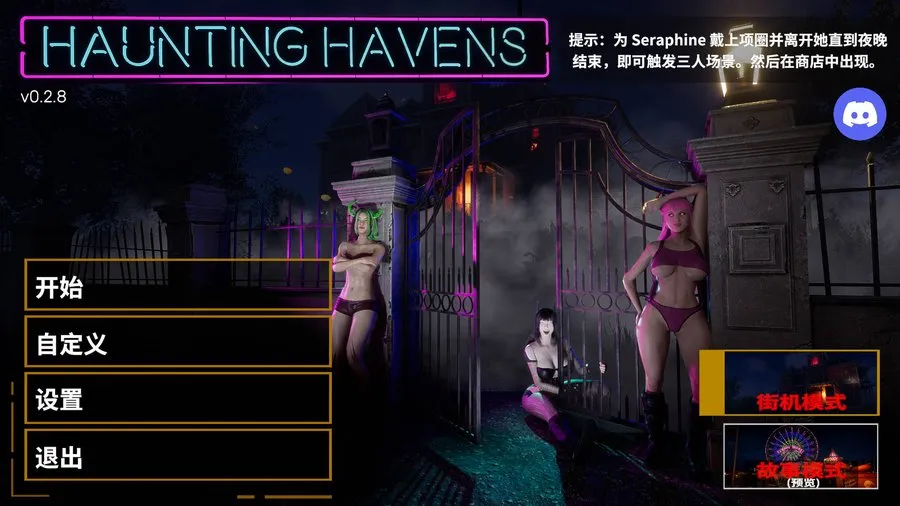 HAUNTING HAVENS
提示：为 Seraphine 戴上项圈并离开她直到夜晚
结束，即可触发三人场景。然后在商店中出现。
v0.2.8
开始
自定义
设置
退出
街机模式
故事模式
(预览)